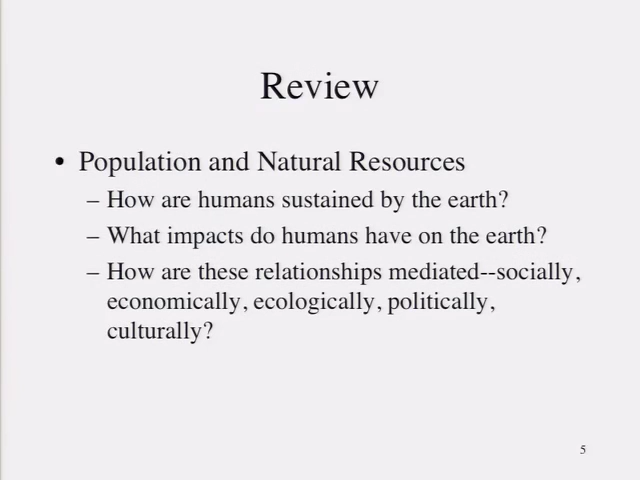 Review
• Population and Natural Resources
– How are humans sustained by the earth?
– What impacts do humans have on the earth?
– How are these relationships mediated--socially,
economically, ecologically, politically,
culturally?
5